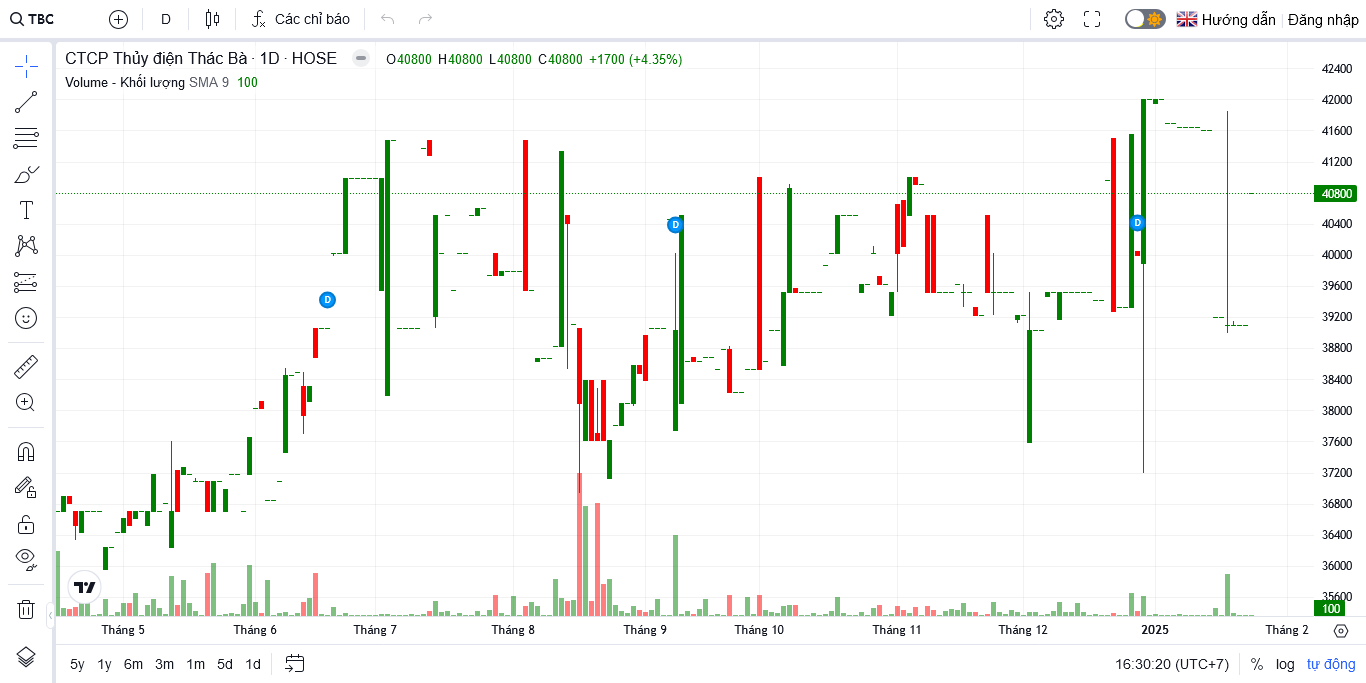 TBC D Các chỉ báo Hướng dẫn Đăng nhập
CTCP Thủy điện Thác Bà · 1D · HOSE O40800 H40800 L40800 C40800 +1700 (+4.35%)
Volume - Khối lượng SMA 9 100
42400
42000
41600
41200
40800
40400
40000
39600
39200
38800
38400
38000
37600
37200
36800
36400
36000
35600
100
D
D
D
Tháng 5 Tháng 6 Tháng 7 Tháng 8 Tháng 9 Tháng 10 Tháng 11 Tháng 12 2025 Tháng 2
5y 1y 6m 3m 1m 5d 1d 16:30:20 (UTC+7) % log tự động